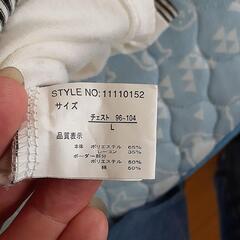 STYLE NO:11110152
サイズ
チェスト 96-104
L
品質表示
本体 ポリエステル 65%
レーヨン 35%
ボーダー部分
ポリエステル 50%
綿 50%